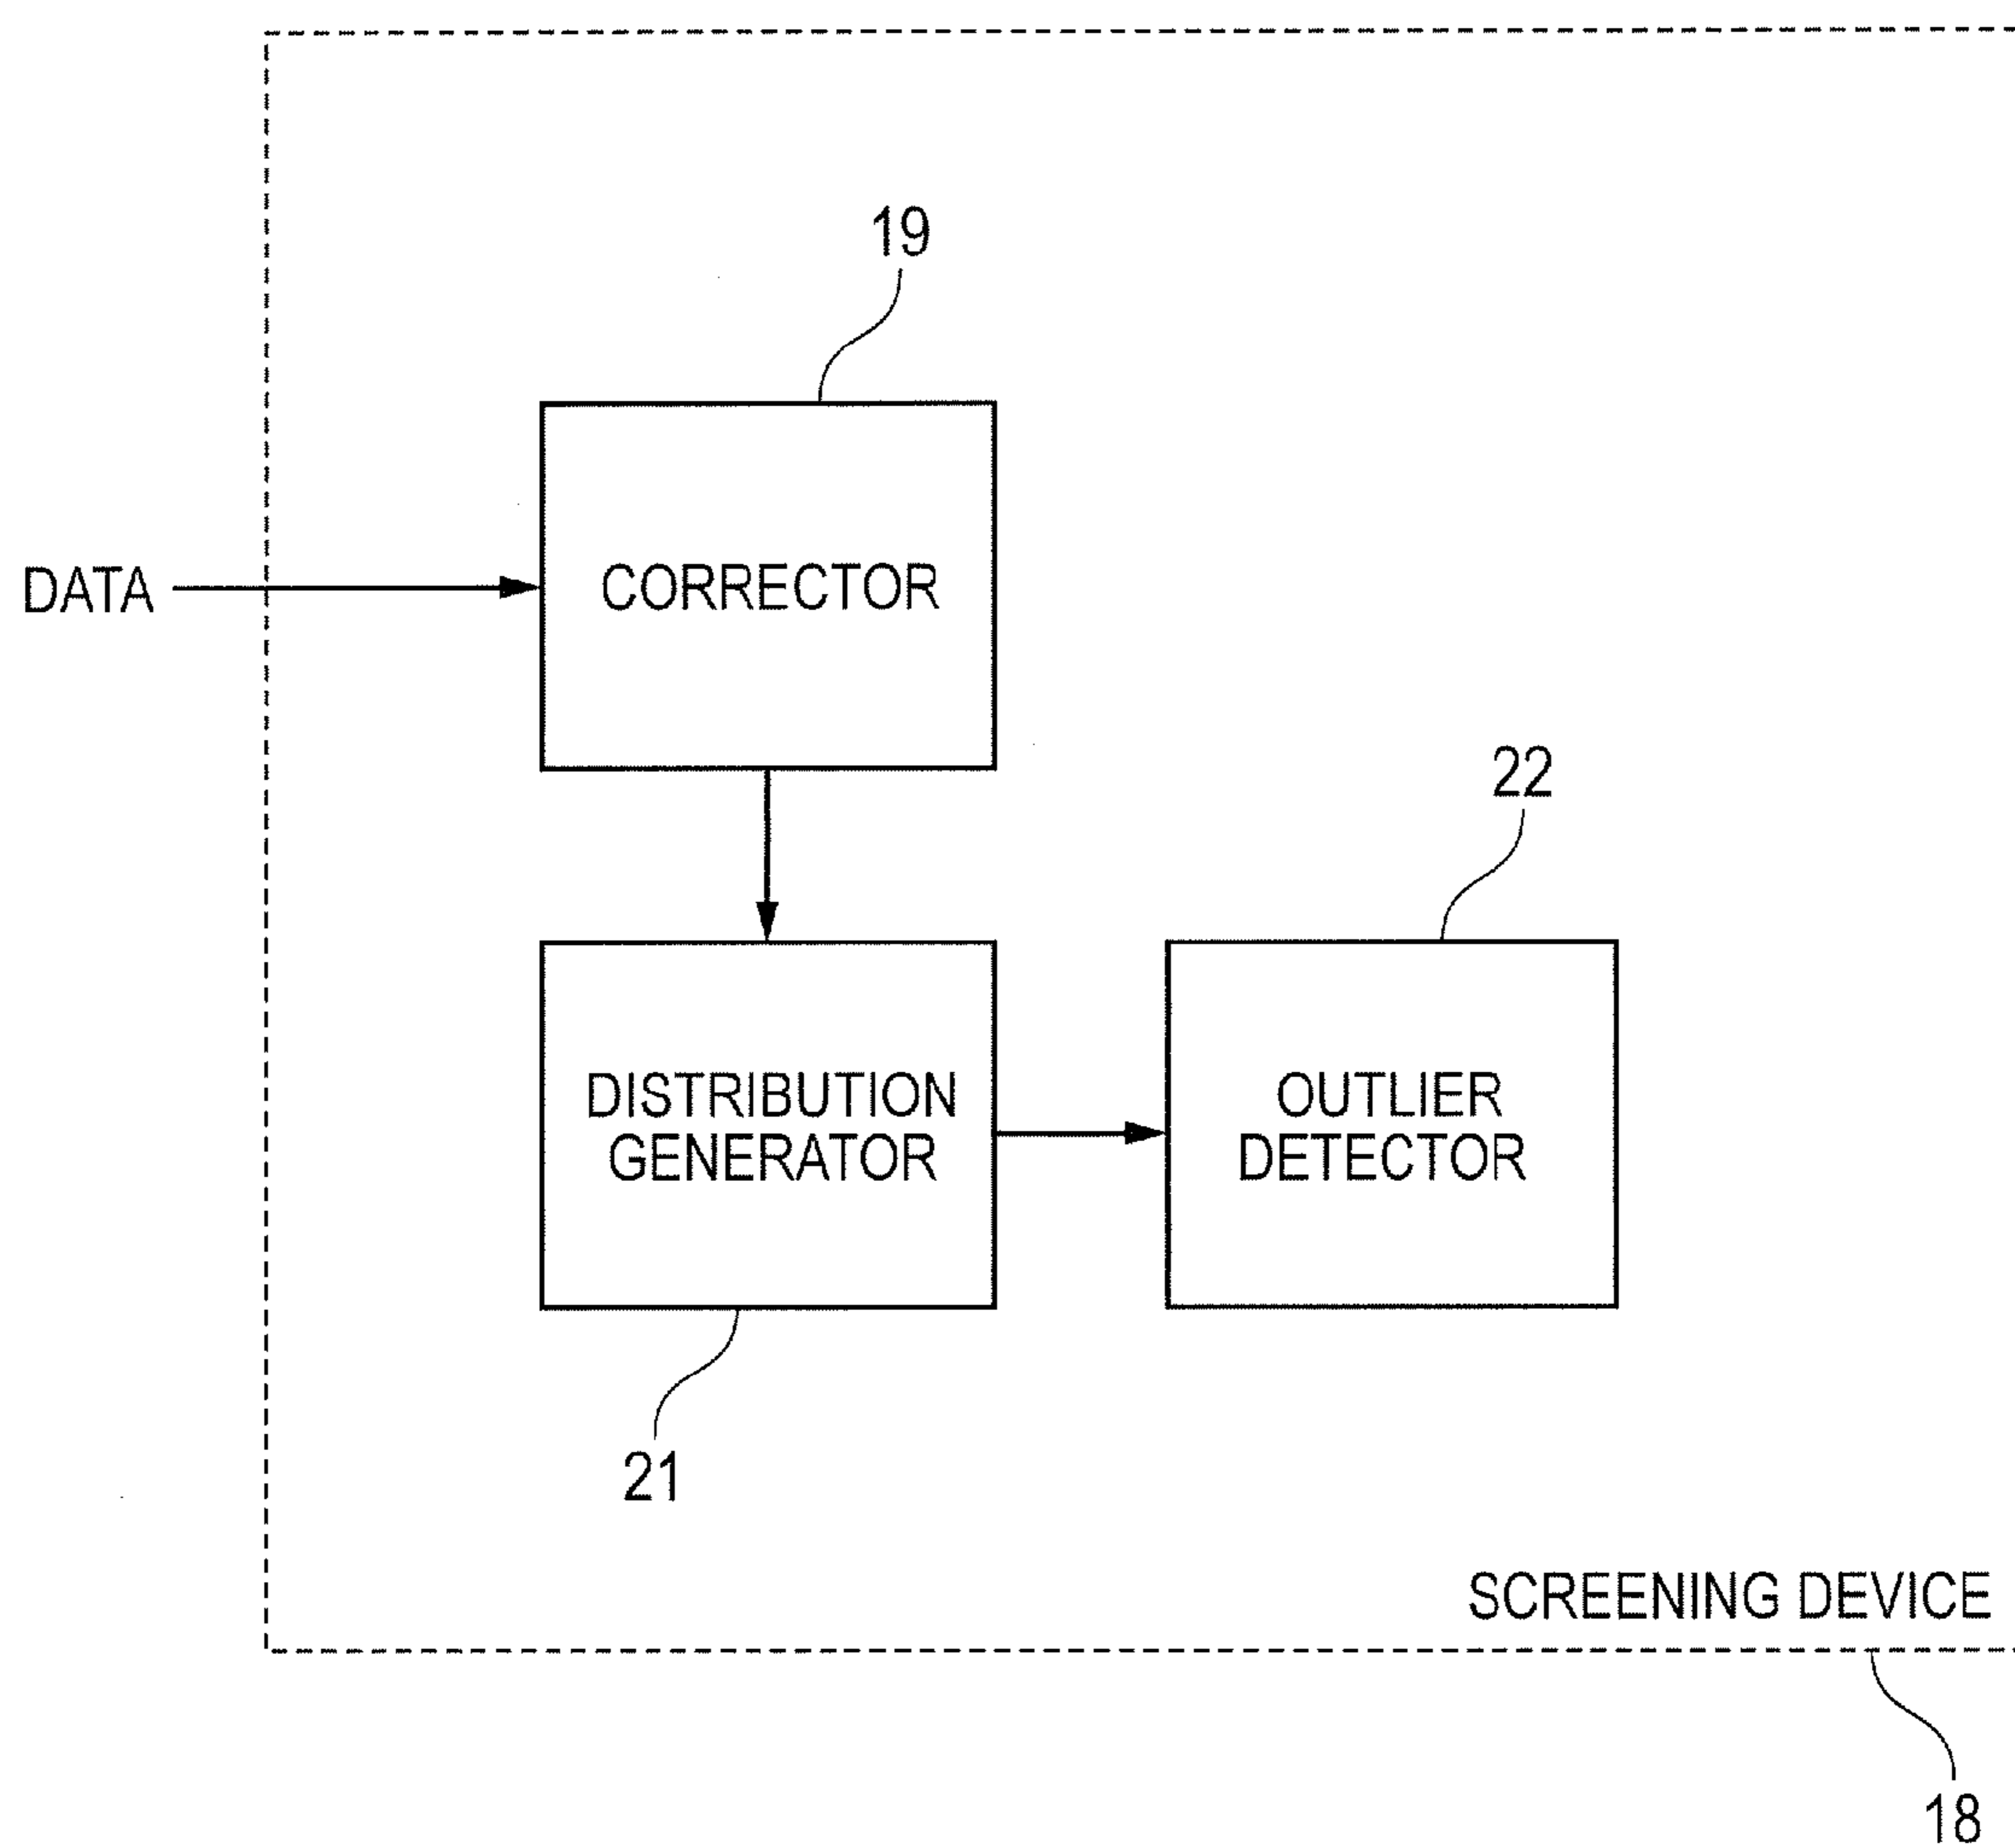 19
DATA
CORRECTOR
22
DISTRIBUTION
GENERATOR
OUTLIER
DETECTOR
21
SCREENING DEVICE
18